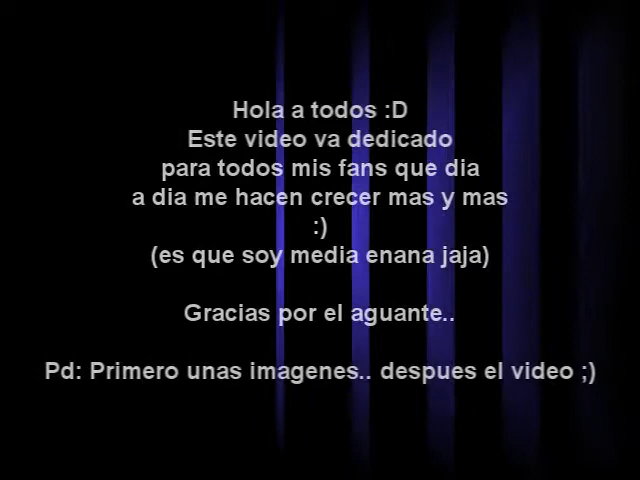 Hola a todos :D
Este video va dedicado
para todos mis fans que dia
a dia me hacen crecer mas y mas
:)
(es que soy media enana jaja)
Gracias por el aguante..
Pd: Primero unas imagenes.. despues el video ;)